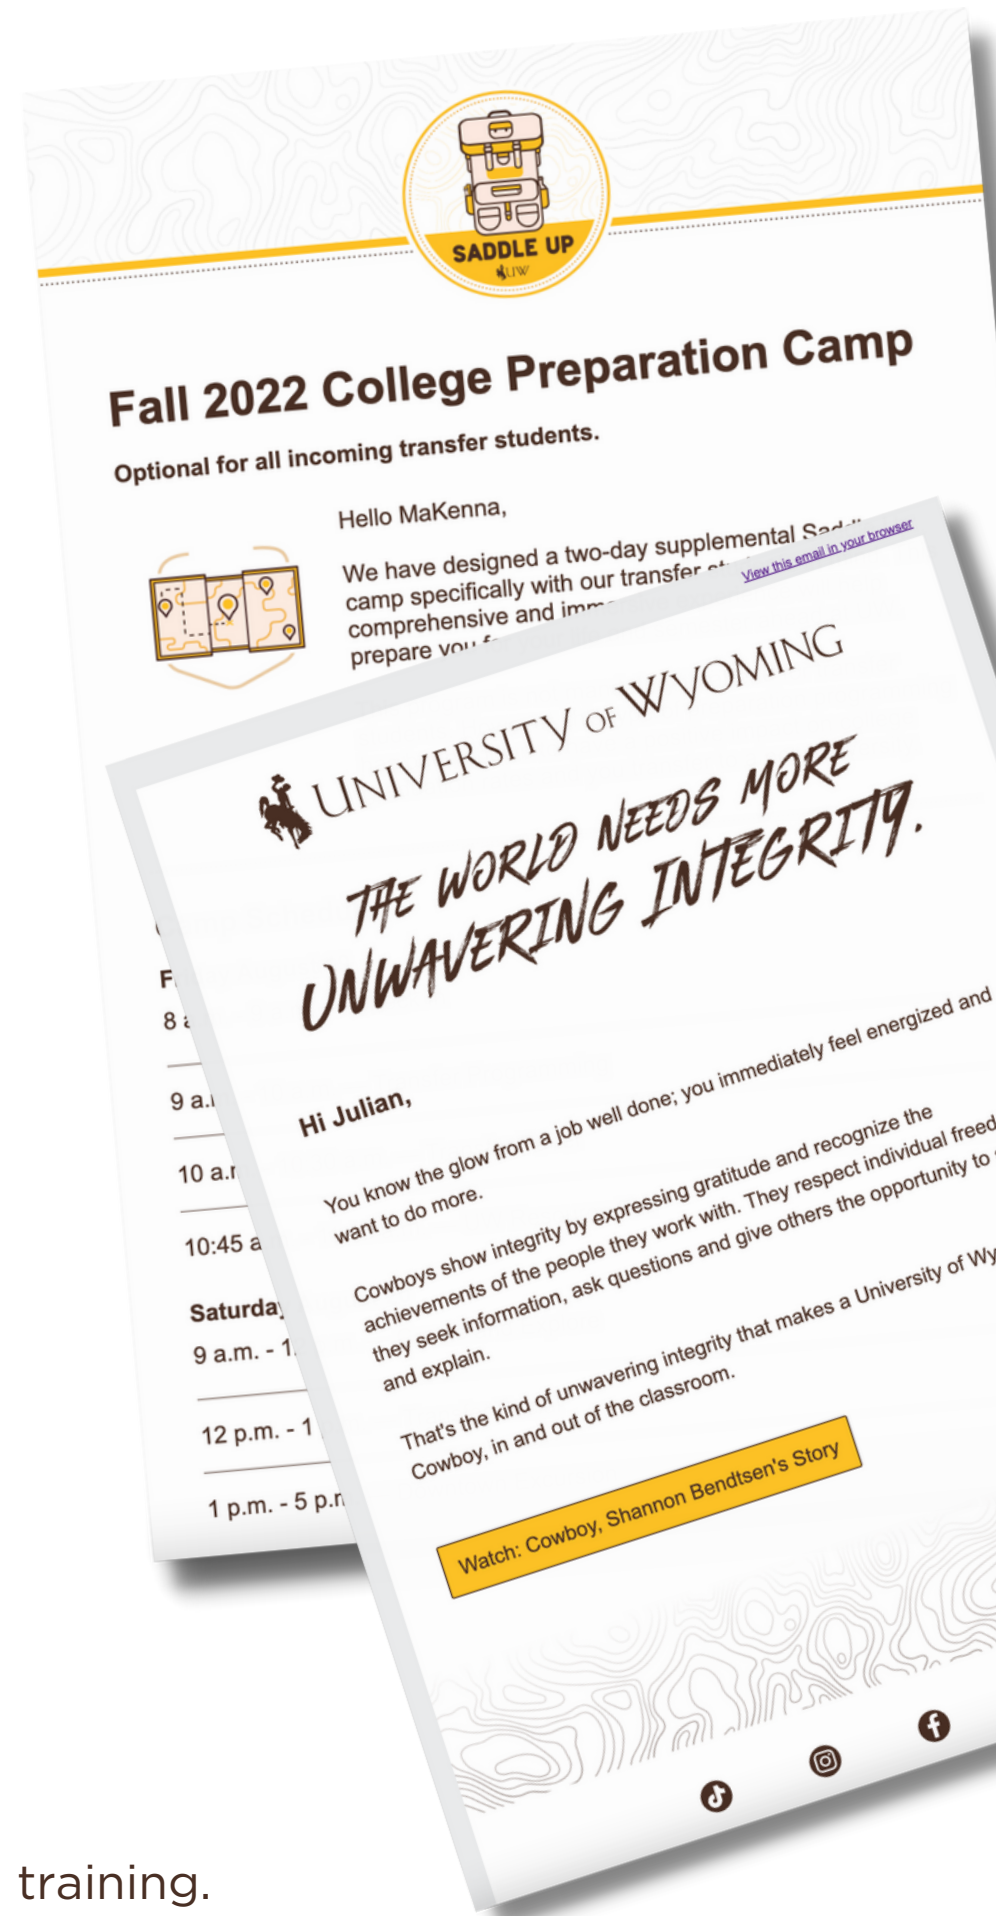 SADDLE UP
UW
Fall 2022 College Preparation Camp
Optional for all incoming transfer students.
Hello MaKenna,
We have designed a two-day supplemental
camp specifically with our transfer
comprehensive and
prepare you
8
9 a.
10 a.
10:45 a
Saturda
9 a.m. - 1
12 p.m. - 1
1 p.m. - 5 p.
View this email in your browser
UNIVERSITY OF WYOMING
THE WORLD NEEDS MORE
UNWAVERING INTEGRITY.
Hi Julian,
You know the glow from a job well done; you immediately feel energized and
want to do more.
Cowboys show integrity by expressing gratitude and recognize the
achievements of the people they work with. They respect individual freed
they seek information, ask questions and give others the opportunity to
and explain.
That's the kind of unwavering integrity that makes a University of Wy
Cowboy, in and out of the classroom.
Watch: Cowboy, Shannon Bendtsen's Story
training.